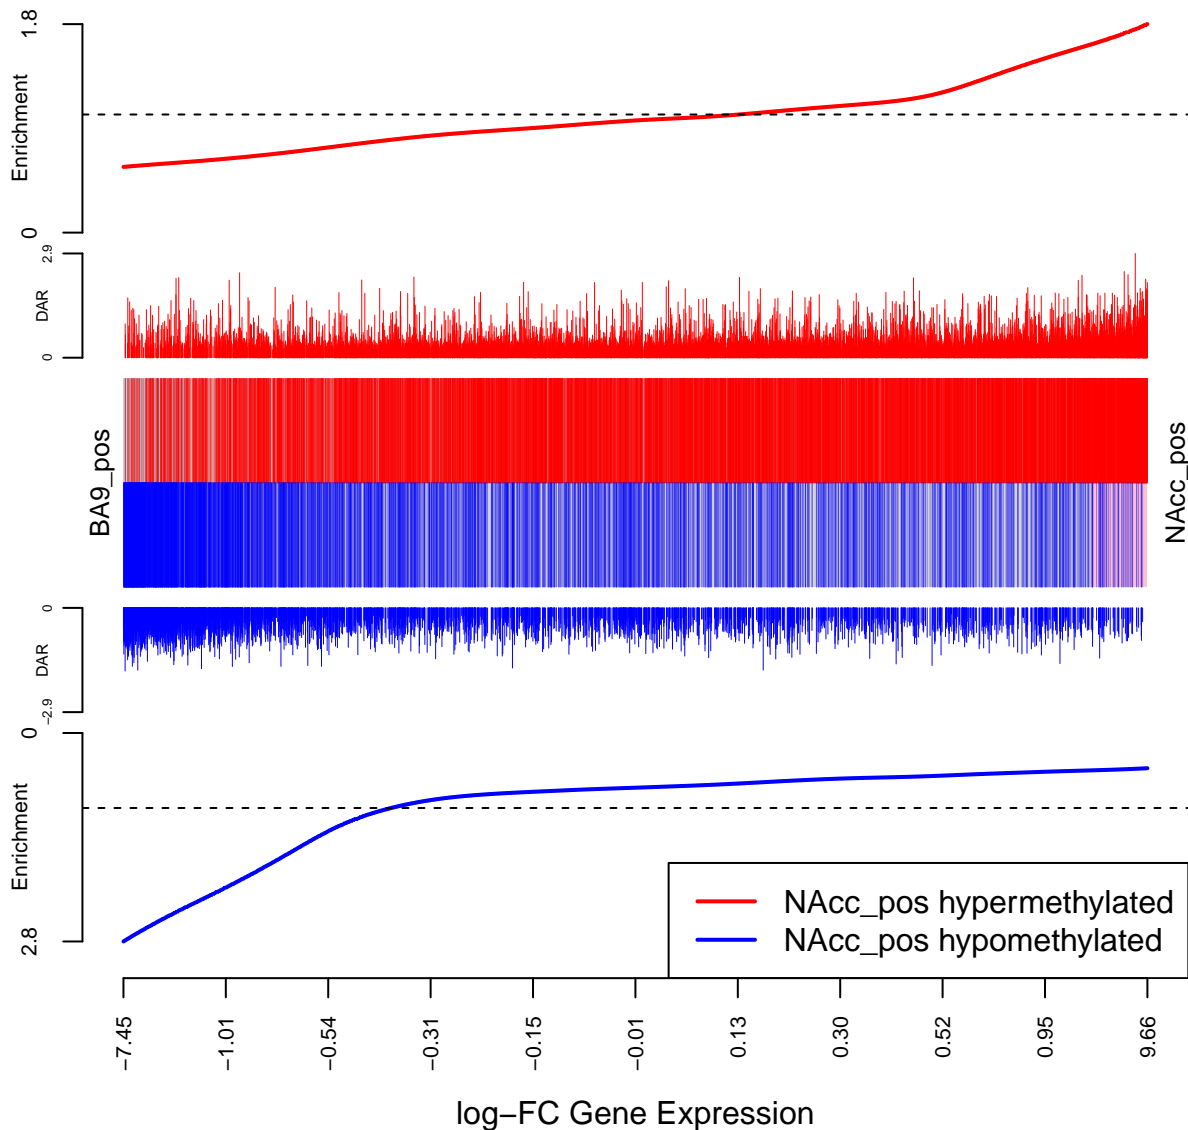 1.8
Enrichment
0
2.9
DAR
0
BA9_pos
NAcc_pos
0
DAR
−2.9
0
Enrichment
2.8
NAcc_pos hypermethylated
NAcc_pos hypomethylated
−7.45
−1.01
−0.54
−0.31
−0.15
−0.01
0.13
0.30
0.52
0.95
9.66
log−FC Gene Expression